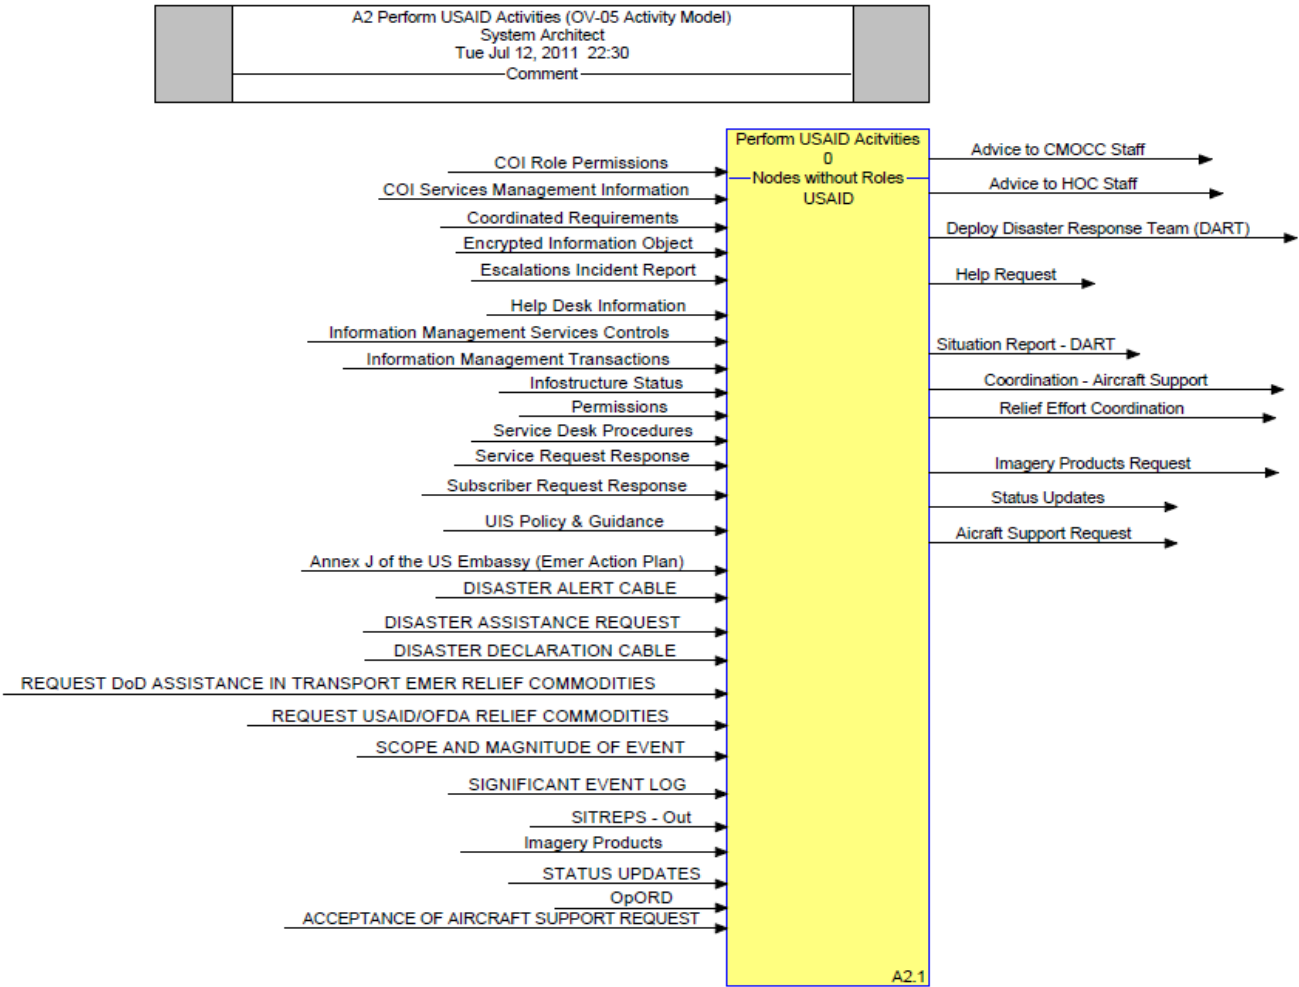 A2 Perform USAID Activities (OV-05 Activity Model)
System Architect
Tue Jul 12, 2011 22:30
Comment
Perform USAID Acitvities
0
Nodes without Roles
USAID
COI Role Permissions
COI Services Management Information
Coordinated Requirements
Encrypted Information Object
Escalations Incident Report
Help Desk Information
Information Management Services Controls
Information Management Transactions
Infostructure Status
Permissions
Service Desk Procedures
Service Request Response
Subscriber Request Response
UIS Policy & Guidance
Annex J of the US Embassy (Emer Action Plan)
DISASTER ALERT CABLE
DISASTER ASSISTANCE REQUEST
DISASTER DECLARATION CABLE
REQUEST DoD ASSISTANCE IN TRANSPORT EMER RELIEF COMMODITIES
REQUEST USAID/OFDA RELIEF COMMODITIES
SCOPE AND MAGNITUDE OF EVENT
SIGNIFICANT EVENT LOG
SITREPS - Out
Imagery Products
STATUS UPDATES
OpORD
ACCEPTANCE OF AIRCRAFT SUPPORT REQUEST
Advice to CMOCC Staff
Advice to HOC Staff
Deploy Disaster Response Team (DART)
Help Request
Situation Report - DART
Coordination - Aircraft Support
Relief Effort Coordination
Imagery Products Request
Status Updates
Aicraft Support Request
A2.1